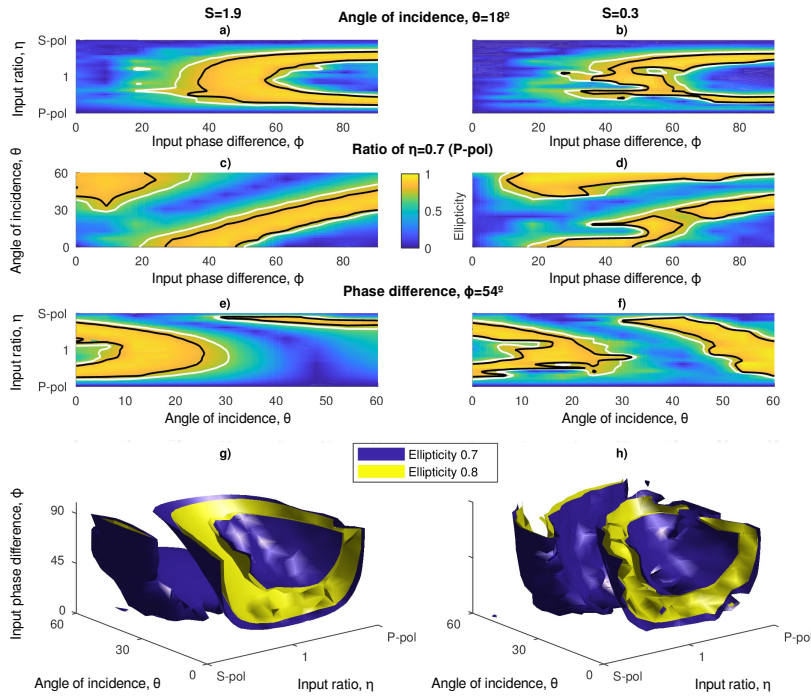 S=1.9
Angle of incidence, θ=18º
S=0.3
a)
b)
S-pol
1
P-pol
Input ratio, η
0 20 40 60 80
Input phase difference, ϕ
0 20 40 60 80
Input phase difference, ϕ
Ratio of η=0.7 (P-pol)
c)
d)
60
30
0
Angle of incidence, θ
0 20 40 60 80
Input phase difference, ϕ
1
0.5
0
Ellipticity
0 20 40 60 80
Input phase difference, ϕ
Phase difference, ϕ=54º
e)
f)
S-pol
1
P-pol
Input ratio, η
0 10 20 30 40 50 60
Angle of incidence, θ
0 10 20 30 40 50 60
Angle of incidence, θ
g)
h)
Ellipticity 0.7
Ellipticity 0.8
90
45
0
Input phase difference, ϕ
60
30
0
Angle of incidence, θ
S-pol
1
P-pol
Input ratio, η
60
30
0
Angle of incidence, θ
S-pol
1
P-pol
Input ratio, η